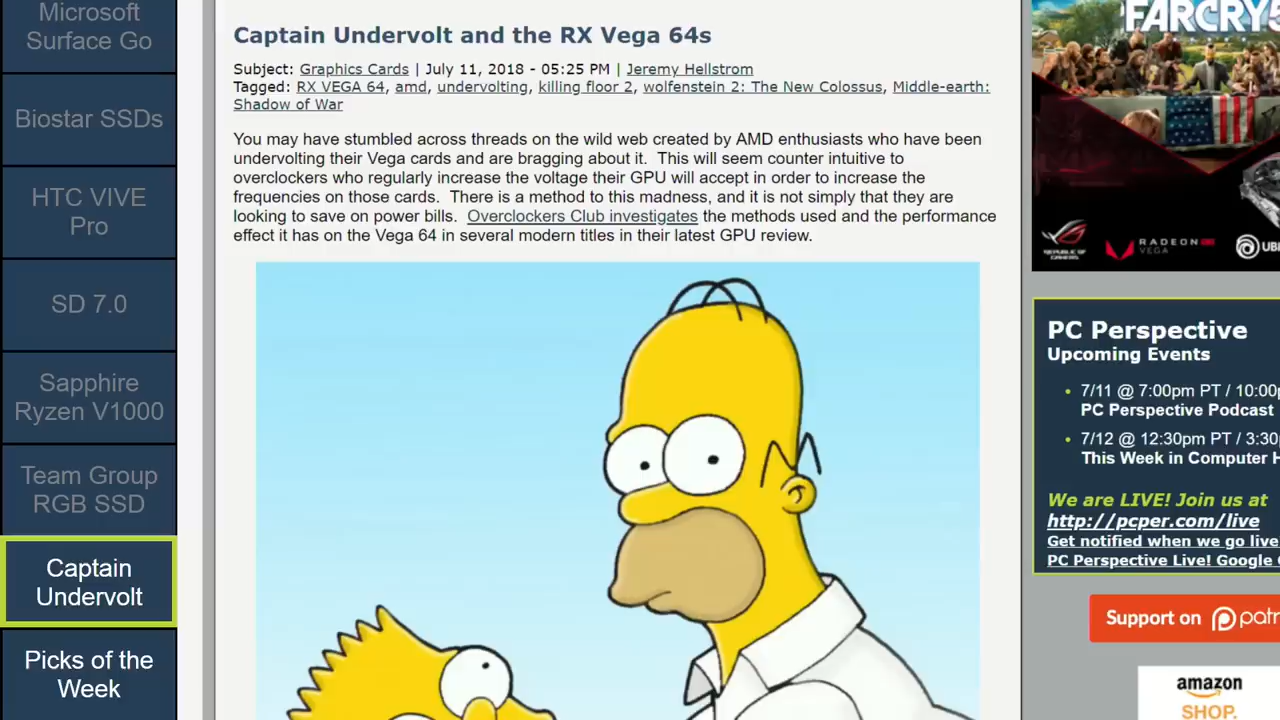 Microsoft
Surface Go
Biostar SSDs
HTC VIVE
Pro
SD 7.0
Sapphire
Ryzen V1000
Team Group
RGB SSD
Captain
Undervolt
Picks of the
Week
Captain Undervolt and the RX Vega 64s
Subject: Graphics Cards | July 11, 2018 - 05:25 PM | Jeremy Hellstrom
Tagged: RX VEGA 64, amd, undervolting, killing floor 2, wolfenstein 2: The New Colossus, Middle-earth:
Shadow of War
You may have stumbled across threads on the wild web created by AMD enthusiasts who have been
undervolting their Vega cards and are bragging about it. This will seem counter intuitive to
overclockers who regularly increase the voltage their GPU will accept in order to increase the
frequencies on those cards. There is a method to this madness, and it is not simply that they are
looking to save on power bills. Overclockers Club investigates the methods used and the performance
effect it has on the Vega 64 in several modern titles in their latest GPU review.
FARCRY5
REPUBLIC OF
GAMERS
RADEON
VEGA
UBI
PC Perspective
Upcoming Events
• 7/11 @ 7:00pm PT / 10:00p
PC Perspective Podcast
• 7/12 @ 12:30pm PT / 3:30
This Week in Computer H
We are LIVE! Join us at
http://pcper.com/live
Get notified when we go live
PC Perspective Live! Google
Support on patr
amazon
SHOP.